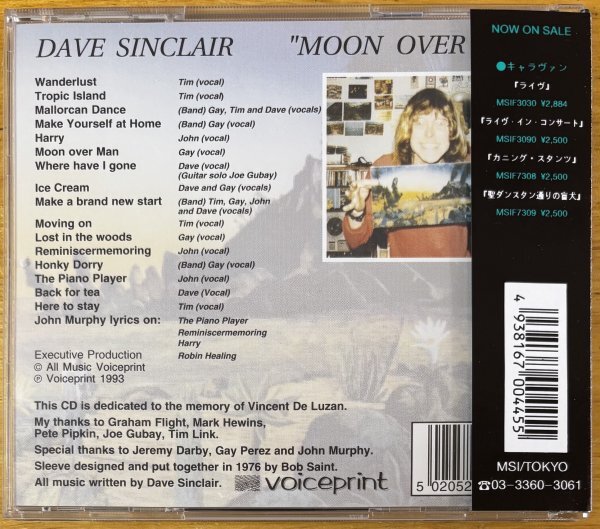 DAVE SINCLAIR "MOON OVER
Wanderlust Tim (vocal)
Tropic Island Tim (vocal)
Mallorcan Dance (Band) Gay, Tim and Dave (vocals)
Make Yourself at Home (Band) Gay (vocal)
Harry John (vocal)
Moon over Man Gay (vocal)
Where have I gone Dave (vocal)
(Guitar solo Joe Gubay)
Ice Cream Dave and Gay (vocals)
Make a brand new start (Band) Tim, Gay, John
and Dave (vocals)
Moving on Tim (vocal)
Lost in the woods Gay (vocal)
Reminiscermemoring John (vocal)
Honky Dorry (Band) Gay (vocal)
The Piano Player John (vocal)
Back for tea Dave (Vocal)
Here to stay Tim (vocal)
John Murphy lyrics on: The Piano Player
Reminiscermemoring
Harry
Executive Production Robin Healing
© All Music Voiceprint
℗ Voiceprint 1993
This CD is dedicated to the memory of Vincent De Luzan.
My thanks to Graham Flight, Mark Hewins,
Pete Pipkin, Joe Gubay, Tim Link.
Special thanks to Jeremy Darby, Gay Perez and John Murphy.
Sleeve designed and put together in 1976 by Bob Saint.
All music written by Dave Sinclair.
voiceprint
5 02052
NOW ON SALE
●キャラヴァン
『ライヴ』
MSIF3030 ¥2,884
『ライヴ・イン・コンサート』
MSIF3090 ¥2,500
『カニング・スタンツ』
MSIF7308 ¥2,500
『聖ダンスタン通りの盲犬』
MSIF7309 ¥2,500
4 938167 004455
MSI/TOKYO
☎03-3360-3061